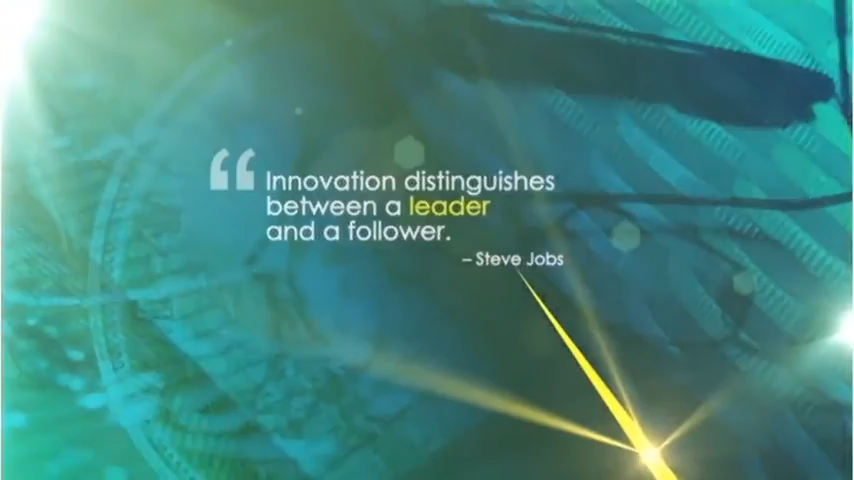 “Innovation distinguishes
between a leader
and a follower.
– Steve Jobs